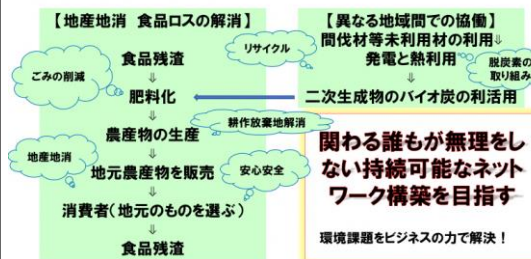 【地産地消 食品ロスの解消】
食品残渣
⇓
肥料化
⇓
農産物の生産
⇓
地元農産物を販売
⇓
消費者(地元のものを選ぶ)
⇓
食品残渣
ごみの削減
リサイクル
耕作放棄地解消
地産地消
安心安全
【異なる地域間での協働】
間伐材等未利用材の利用⇓
発電と熱利用
⇓
二次生成物のバイオ炭の利活用
脱炭素の
取り組み
関わる誰もが無理をし
ない持続可能なネット
ワーク構築を目指す
環境課題をビジネスの力で解決!